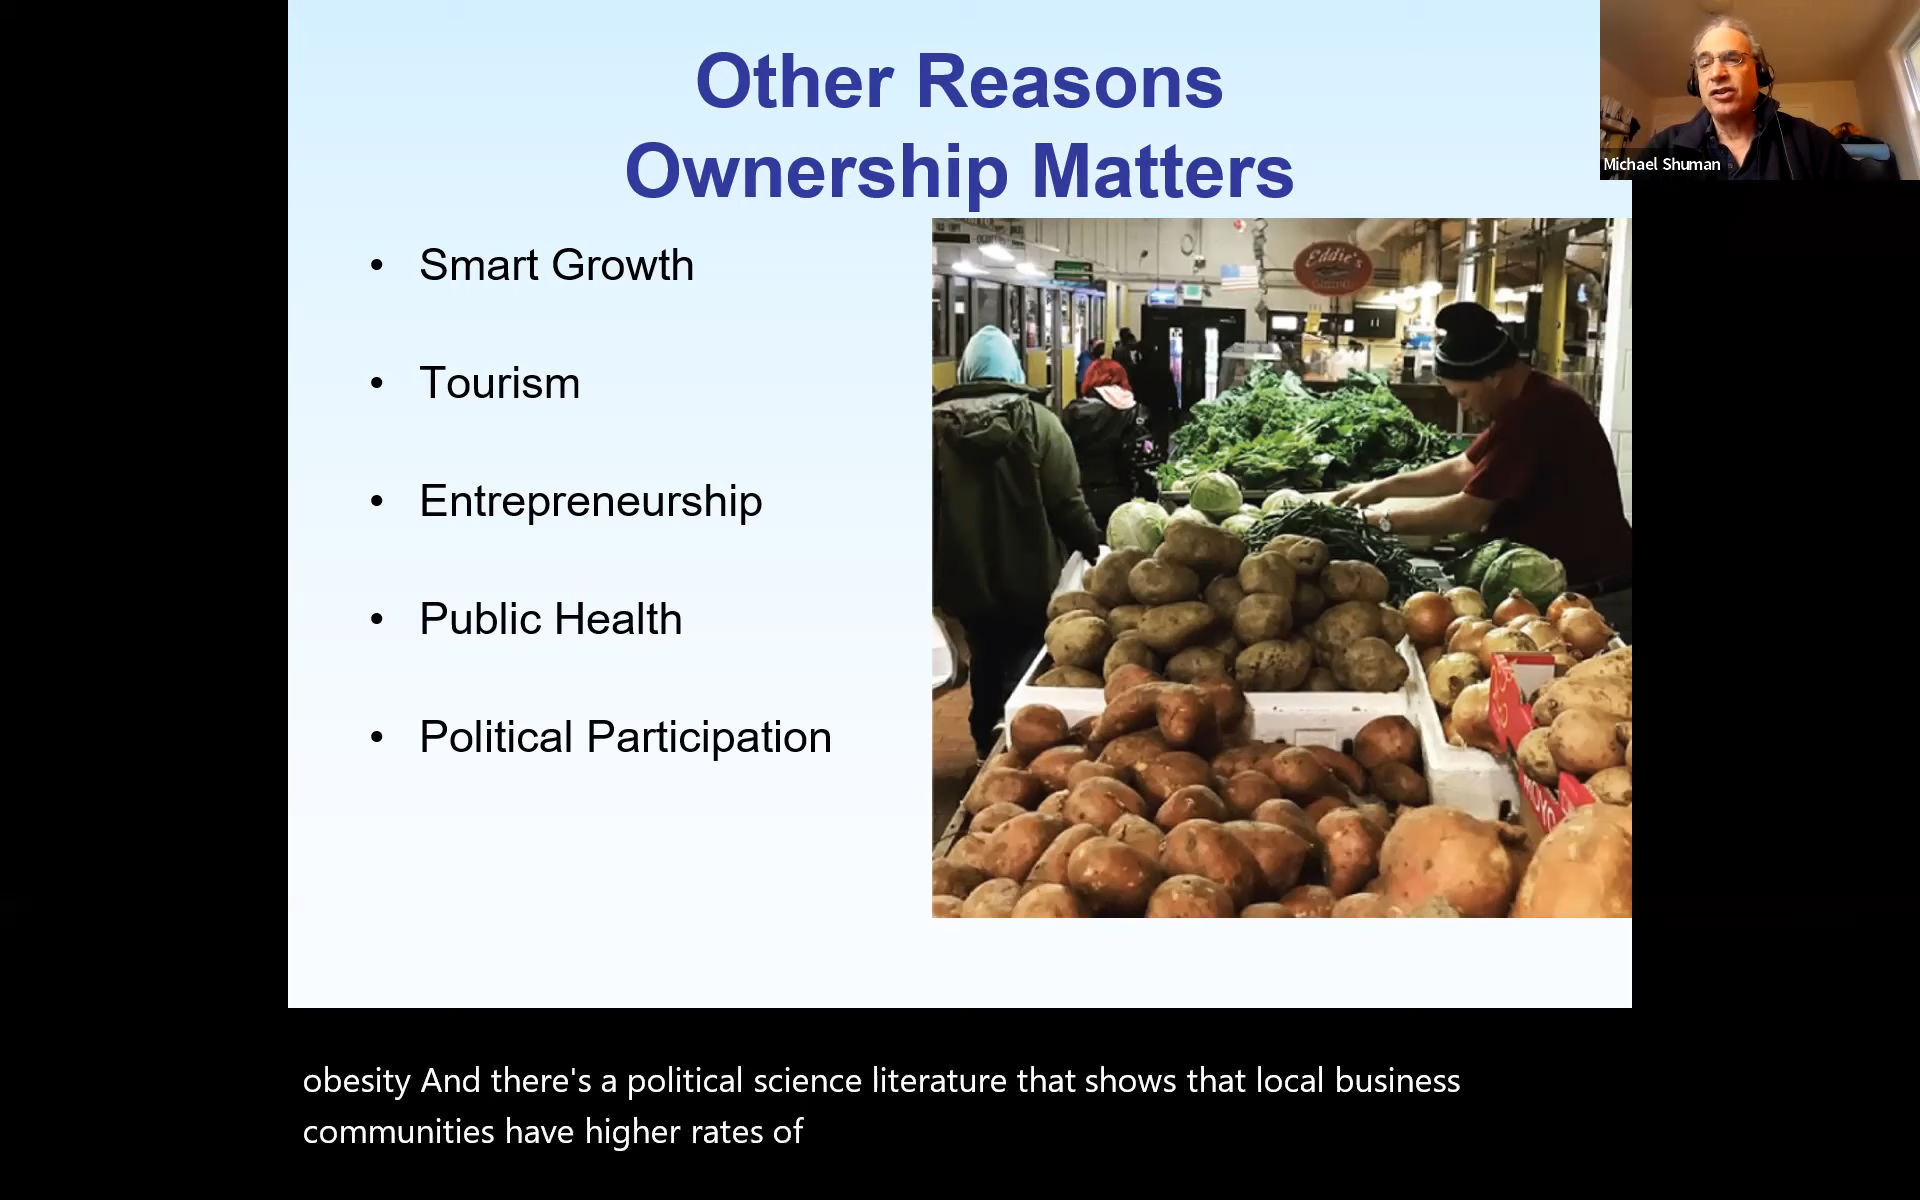 Other Reasons
Ownership Matters
Michael Shuman
• Smart Growth
• Tourism
• Entrepreneurship
• Public Health
• Political Participation
Eddie's
obesity And there's a political science literature that shows that local business
communities have higher rates of